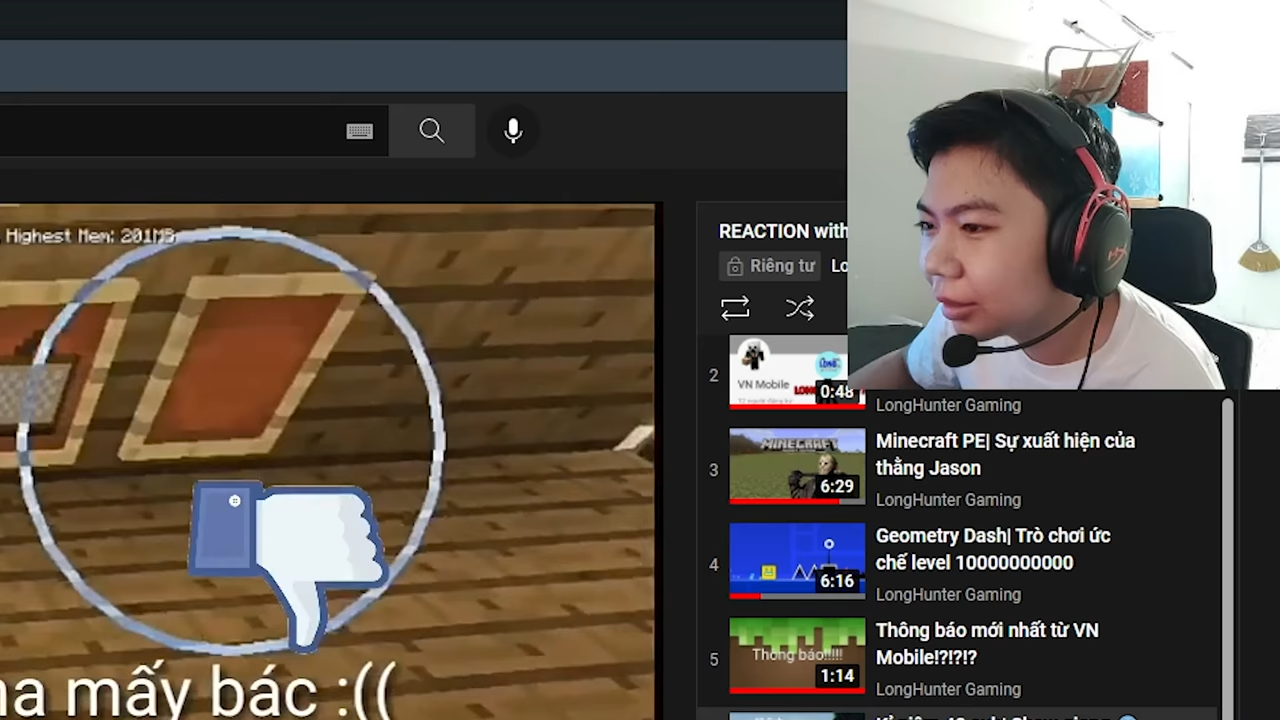 Highest Mem: 201MB
REACTION with
Riêng tư
2
VN Mobile
0:48
LongHunter Gaming
MINECRAFT
3
6:29
Minecraft PE| Sự xuất hiện của
thằng Jason
LongHunter Gaming
4
6:16
Geometry Dash| Trò chơi ức
chế level 10000000000
LongHunter Gaming
5
Thông báo!!!!!
1:14
Thông báo mới nhất từ VN
Mobile!?!?!?
LongHunter Gaming
mấy bác :((